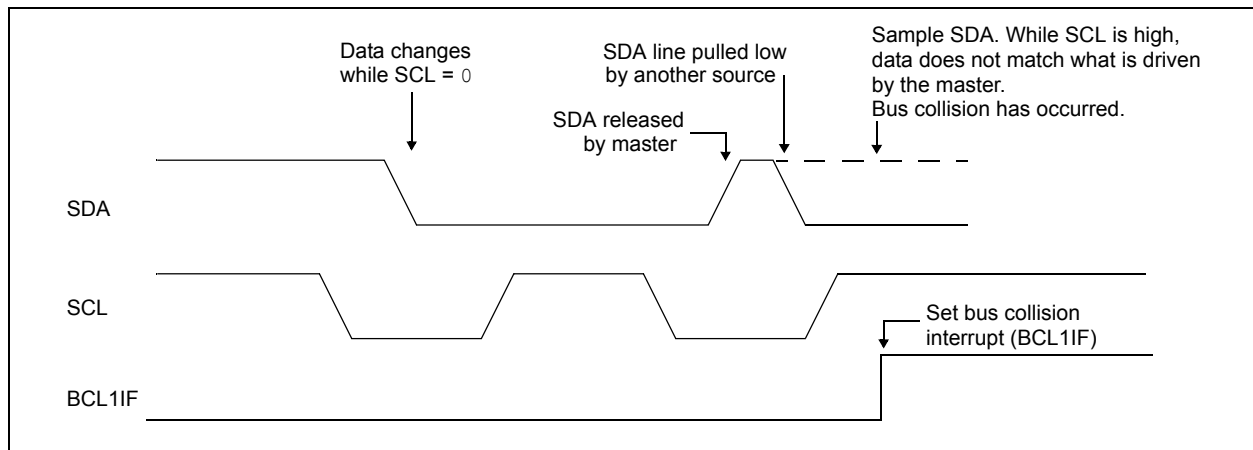 Data changes
while SCL = 0
SDA line pulled low
by another source
Sample SDA. While SCL is high,
data does not match what is driven
by the master.
Bus collision has occurred.
SDA released
by master
SDA
SCL
Set bus collision
interrupt (BCL1IF)
BCL1IF